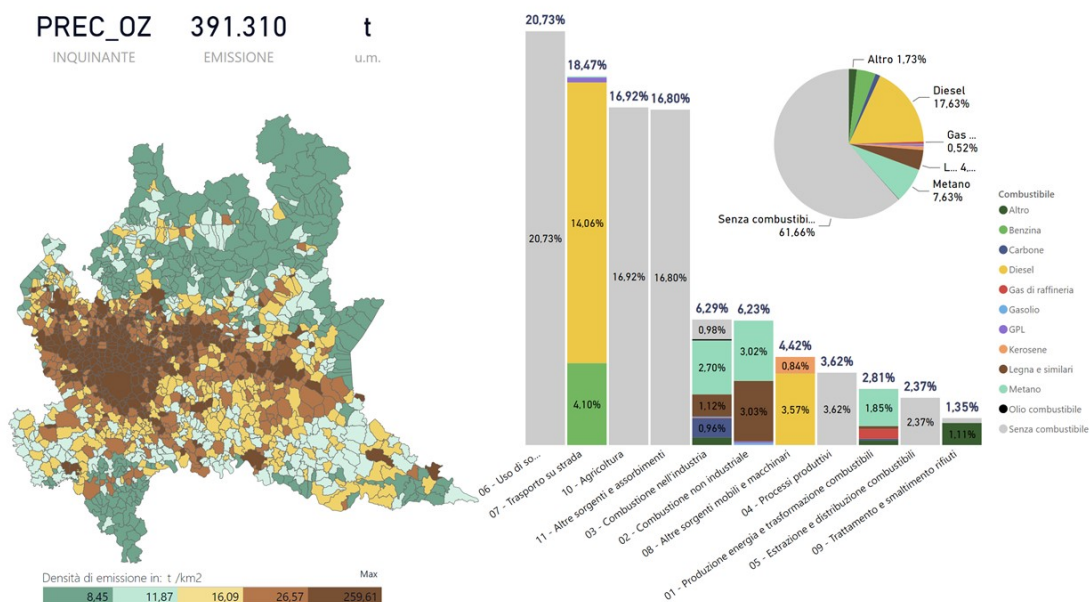 PREC_OZ 391.310 t
INQUINANTE EMISSIONE u.m.
Densità di emissione in: t /km2 Max
8,45 11,87 16,09 26,57 259,61
20,73%
18,47%
16,92%
16,80%
6,29%
6,23%
4,42%
3,62%
2,81%
2,37%
1,35%
20,73%
14,06%
4,10%
16,92%
16,80%
0,98%
2,70%
1,12%
0,96%
3,02%
3,03%
0,84%
3,57%
3,62%
1,85%
2,37%
1,11%
06 - Uso di so...
07 - Trasporto su strada
10 - Agricoltura
11 - Altre sorgenti e assorbimenti
03 - Combustione nell'industria
02 - Combustione non industriale
08 - Altre sorgenti mobili e macchinari
04 - Processi produttivi
01 - Produzione energia e trasformazione combustibili
05 - Estrazione e distribuzione combustibili
09 - Trattamento e smaltimento rifiuti
Altro 1,73%
Diesel
17,63%
Gas ...
0,52%
L... 4,...
Metano
7,63%
Senza combustibi...
61,66%
Combustibile
Altro
Benzina
Carbone
Diesel
Gas di raffineria
Gasolio
GPL
Kerosene
Legna e similari
Metano
Olio combustibile
Senza combustibile